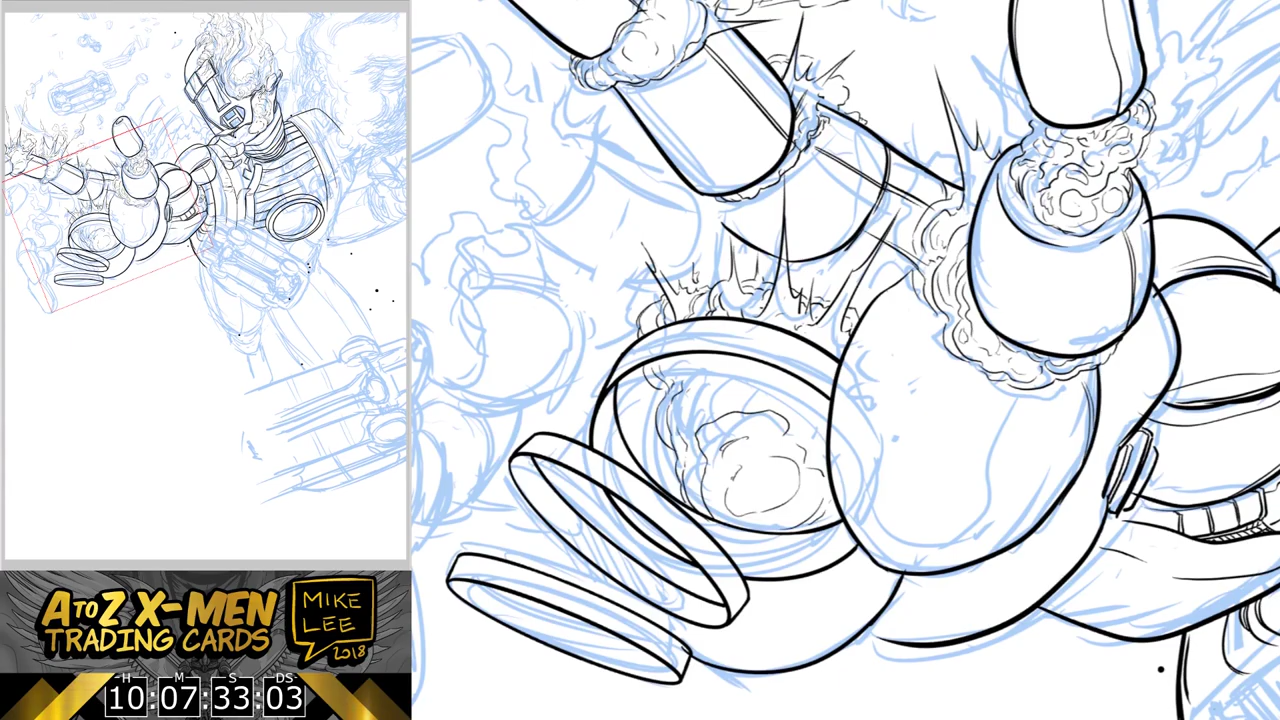 A TO Z X-MEN
TRADING CARDS
MIKE
LEE
2018
H M S DS
10:07:33:03